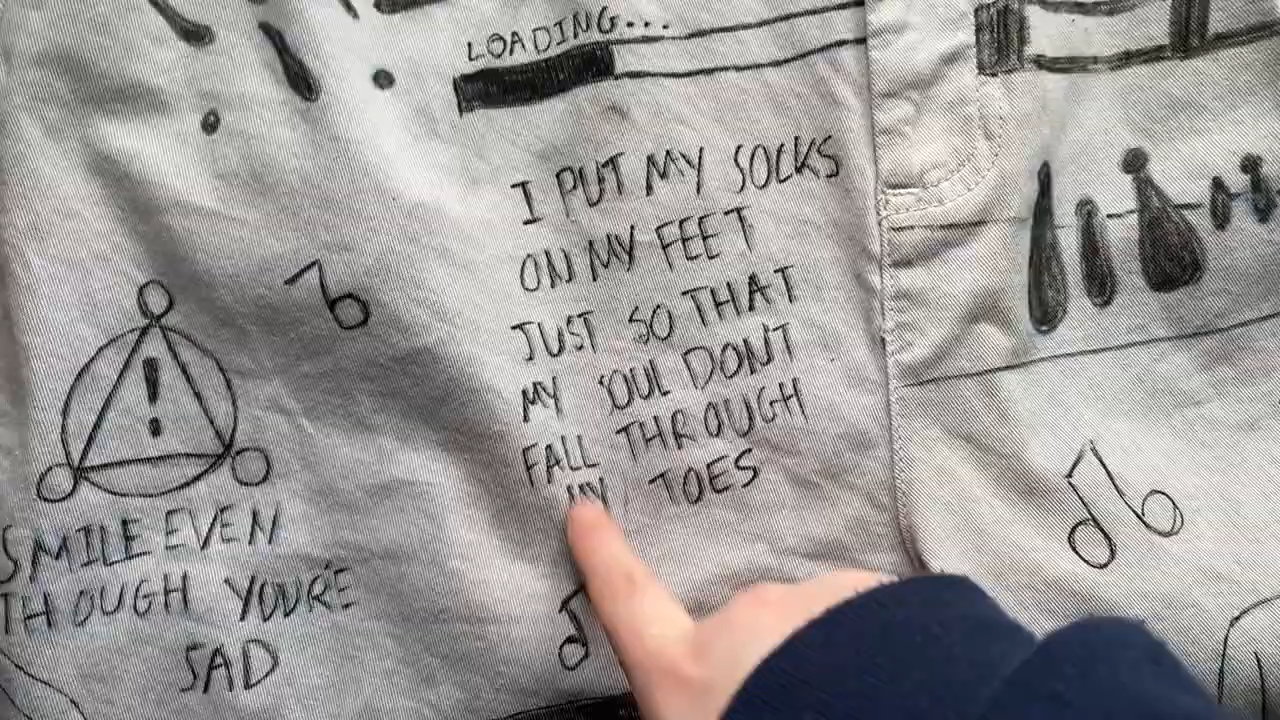 LOADING...
I PUT MY SOCKS
ON MY FEET
JUST SO THAT
MY SOUL DON'T
FALL THROUGH
MY TOES
!
SMILE EVEN
THOUGH YOU'RE
SAD